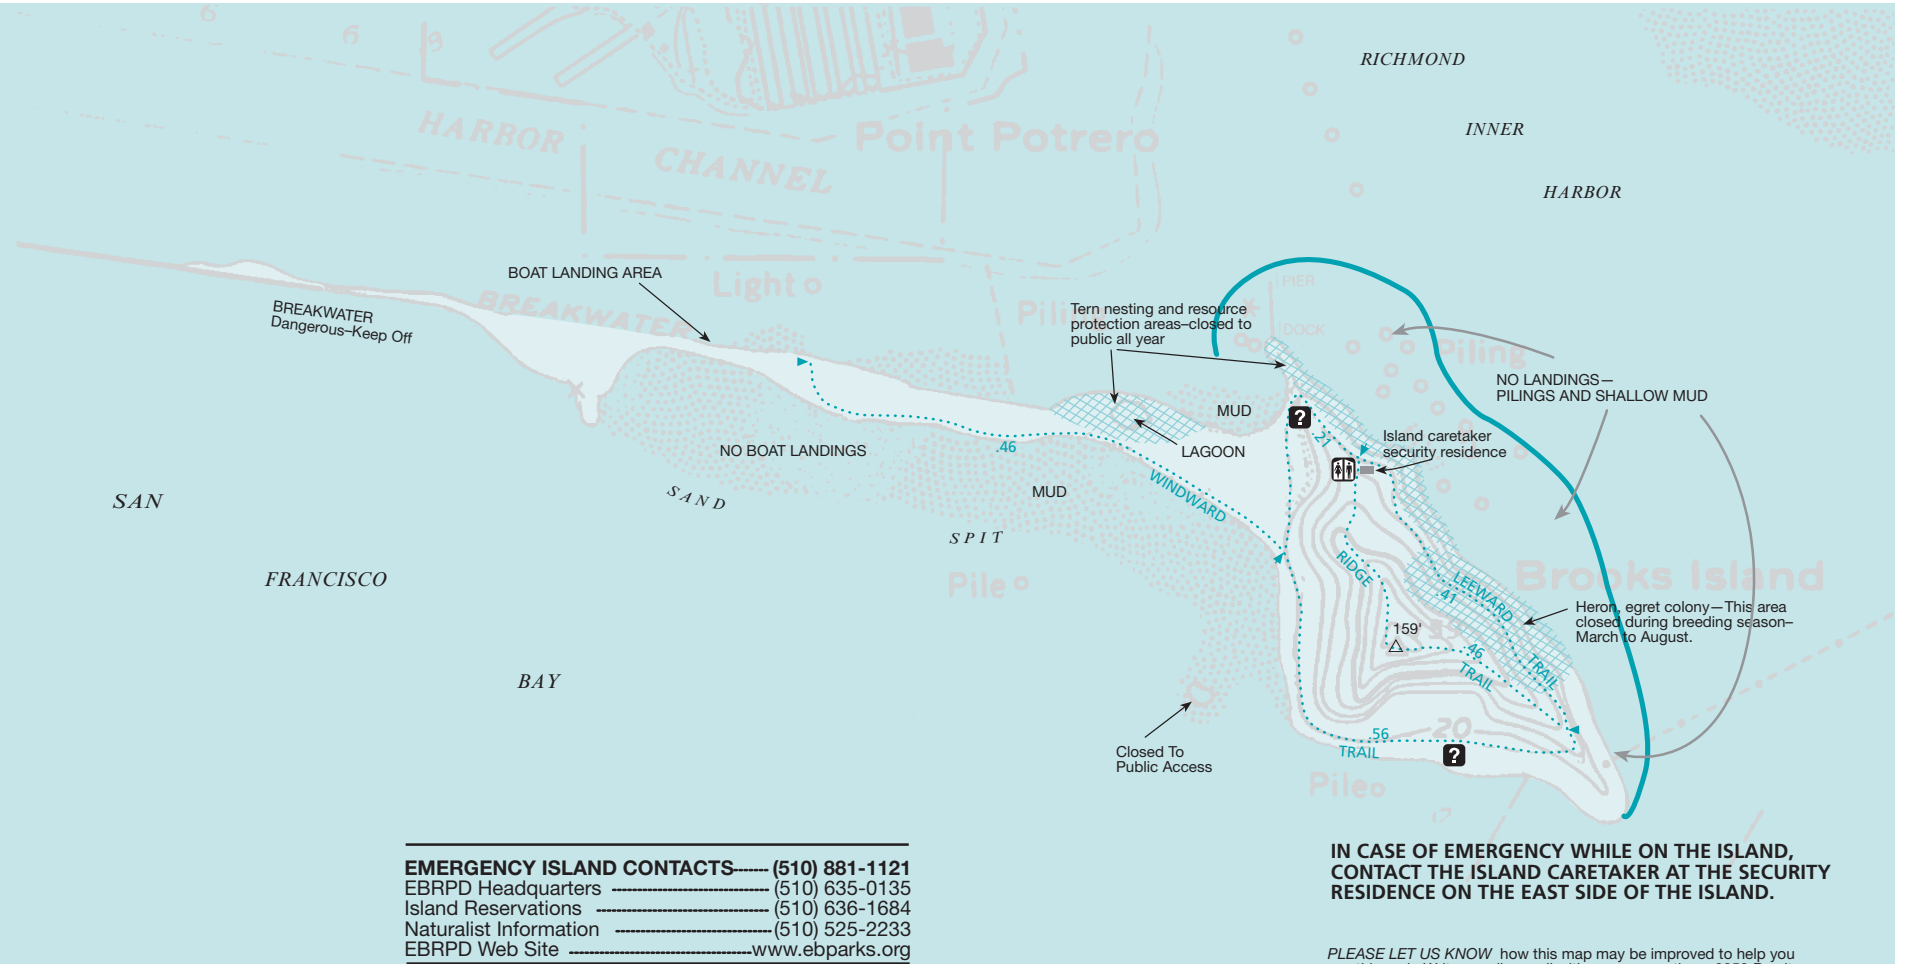 6
6
9
HARBOR
CHANNEL
Point Potrero
RICHMOND
INNER
HARBOR
BOAT LANDING AREA
Light
BREAKWATER
BREAKWATER
Dangerous–Keep Off
Piling
PIER
DOCK
Tern nesting and resource
protection areas–closed to
public all year
Piling
NO LANDINGS—
PILINGS AND SHALLOW MUD
MUD
?
.21
Island caretaker
security residence
LAGOON
NO BOAT LANDINGS
.46
MUD
WINDWARD
SAND
SPIT
SAN
FRANCISCO
BAY
Pile
RIDGE
Brooks Island
LEEWARD
.41
TRAIL
Heron, egret colony—This area
closed during breeding season–
March to August.
159'
.46
TRAIL
20
.56
TRAIL
?
Closed To
Public Access
Pile
EMERGENCY ISLAND CONTACTS------- (510) 881-1121
EBRPD Headquarters ------------------------------- (510) 635-0135
Island Reservations ---------------------------------- (510) 636-1684
Naturalist Information -------------------------------(510) 525-2233
EBRPD Web Site ------------------------------------www.ebparks.org
IN CASE OF EMERGENCY WHILE ON THE ISLAND,
CONTACT THE ISLAND CARETAKER AT THE SECURITY
RESIDENCE ON THE EAST SIDE OF THE ISLAND.
PLEASE LET US KNOW how this map may be improved to help you